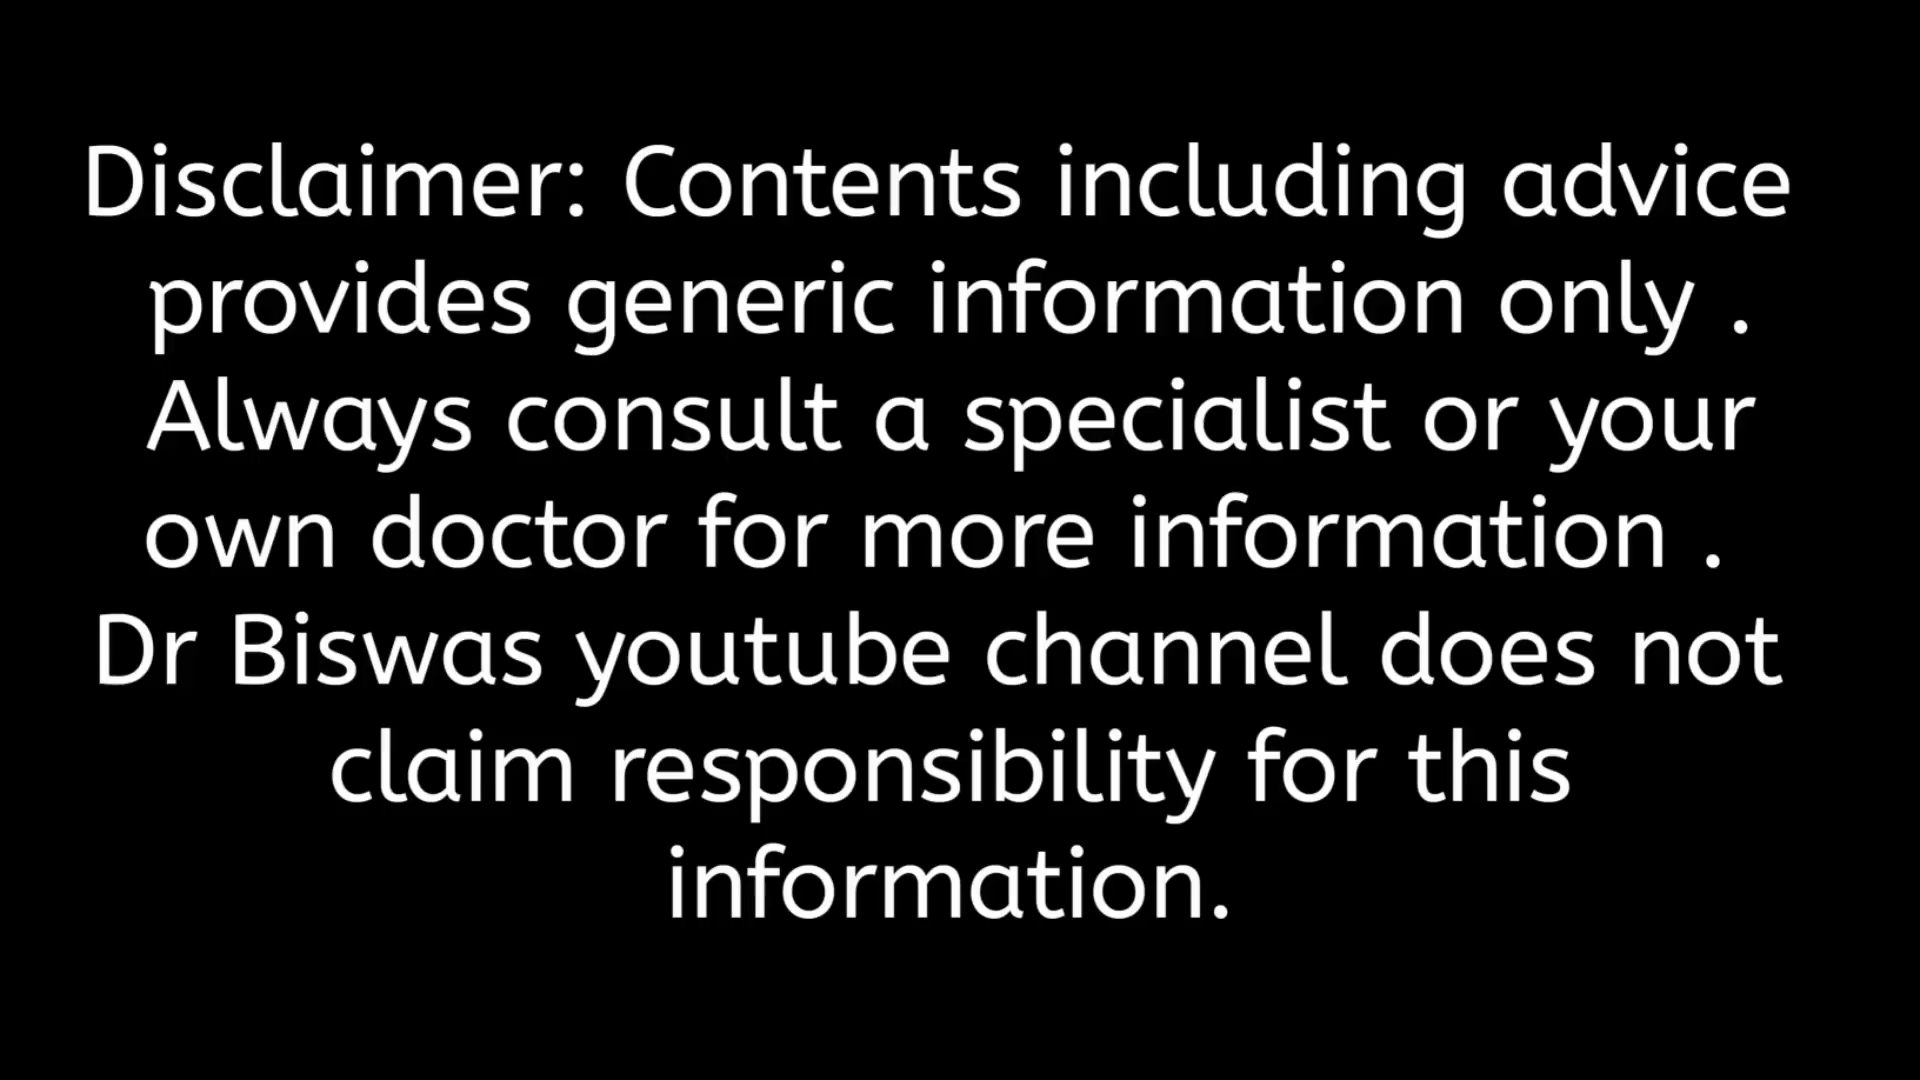 Disclaimer: Contents including advice
provides generic information only .
Always consult a specialist or your
own doctor for more information .
Dr Biswas youtube channel does not
claim responsibility for this
information.